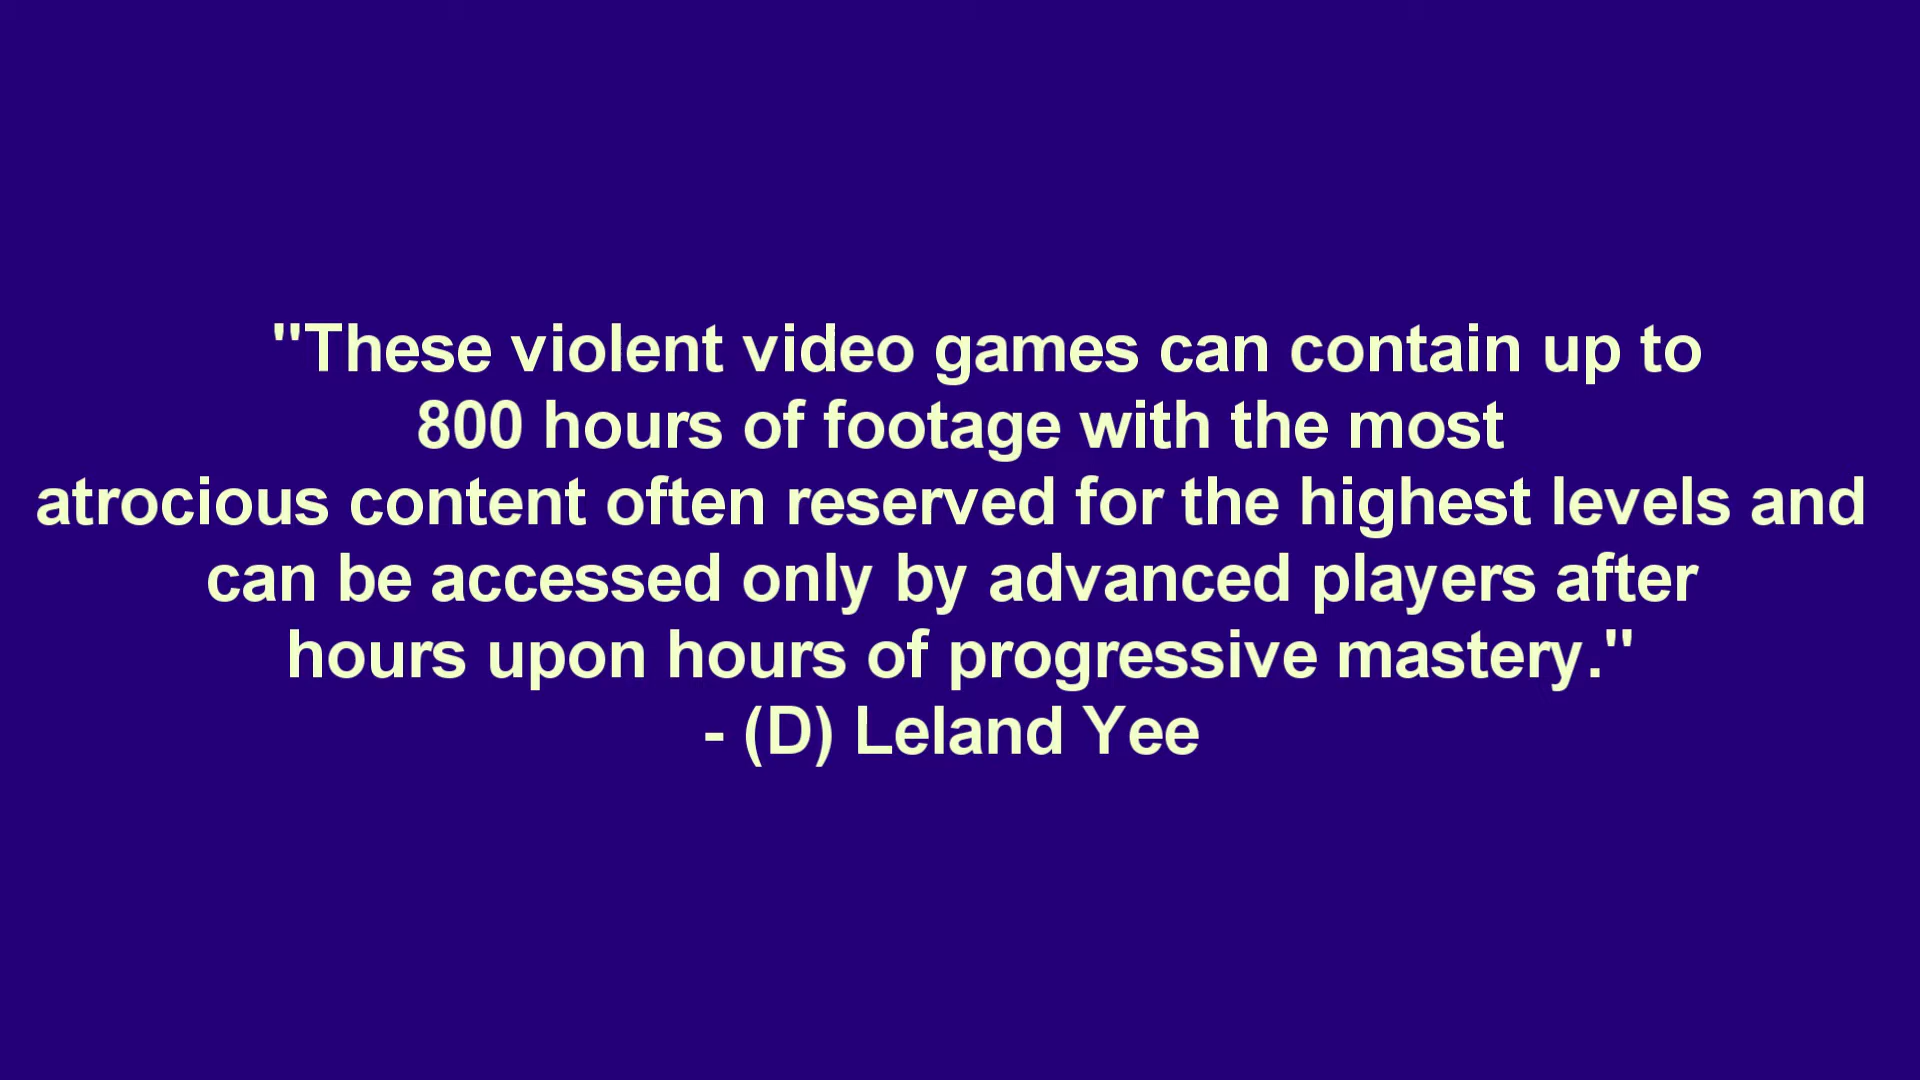 "These violent video games can contain up to
800 hours of footage with the most
atrocious content often reserved for the highest levels and
can be accessed only by advanced players after
hours upon hours of progressive mastery."
- (D) Leland Yee